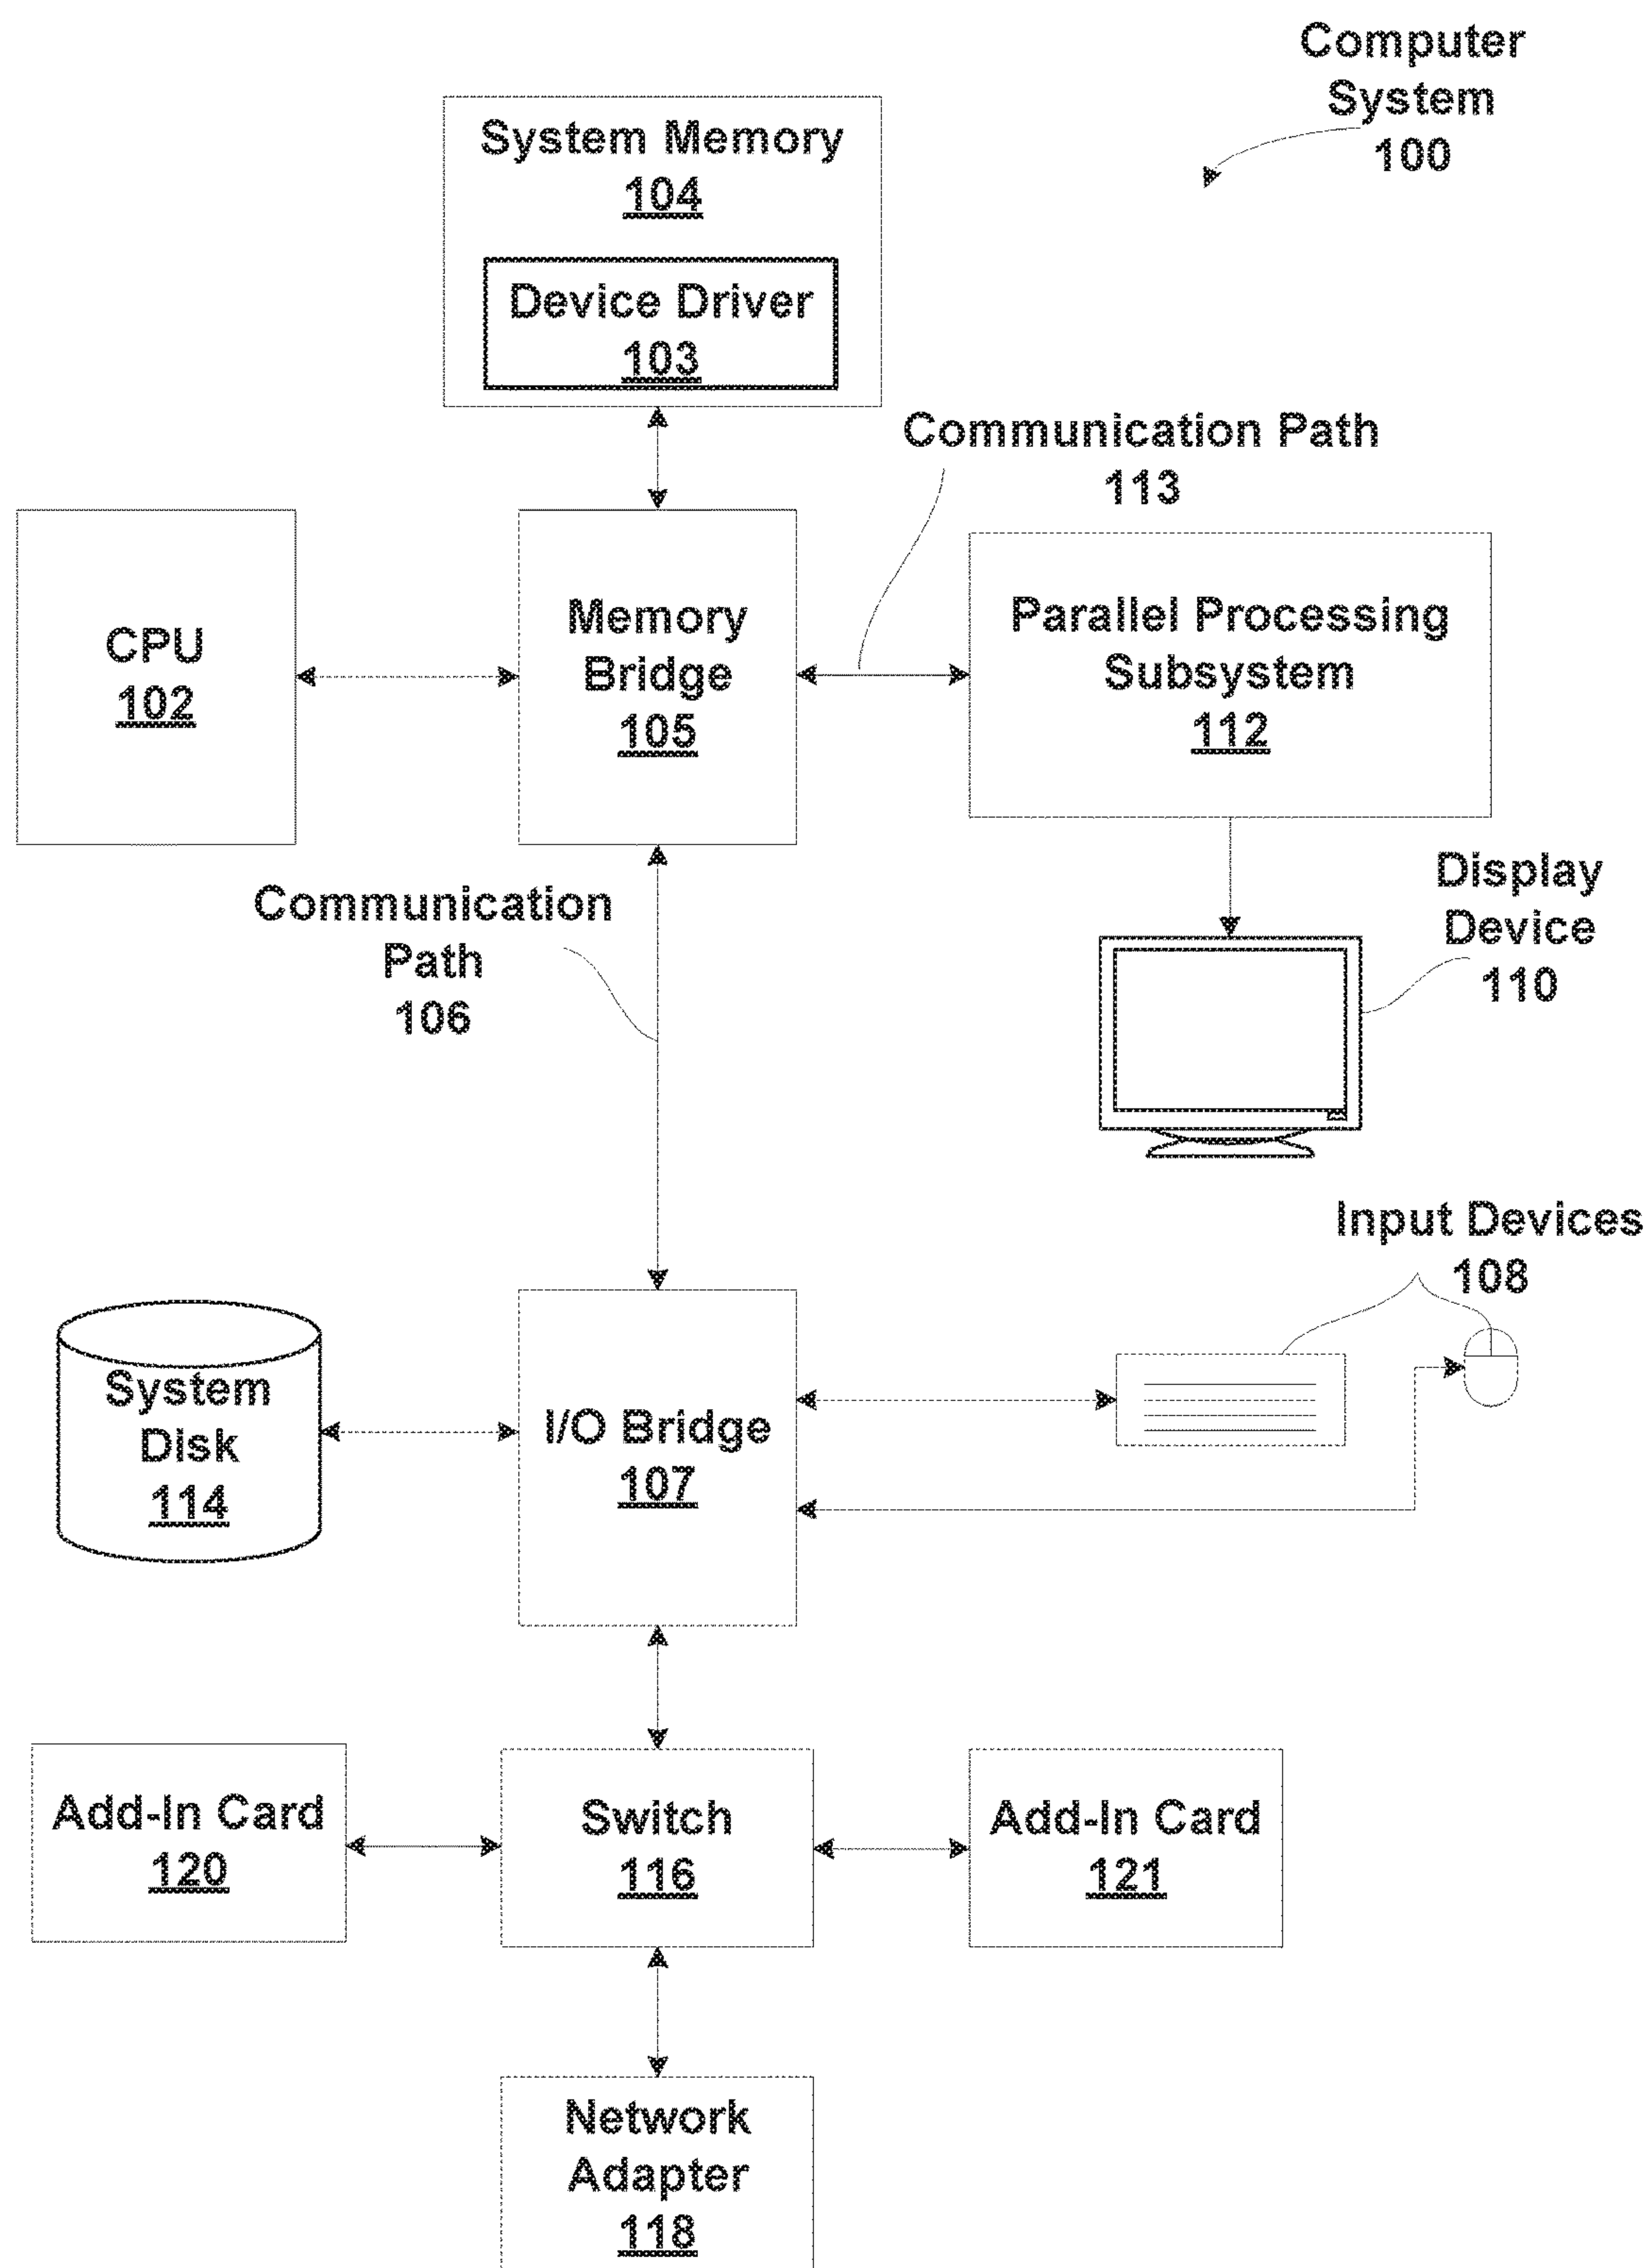 Computer
System
100
System Memory
104
Device Driver
103
Communication Path
113
CPU
102
Memory
Bridge
105
Parallel Processing
Subsystem
112
Communication
Path
106
Display
Device
110
Input Devices
108
System
Disk
114
I/O Bridge
107
Add-In Card
120
Switch
116
Add-In Card
121
Network
Adapter
118